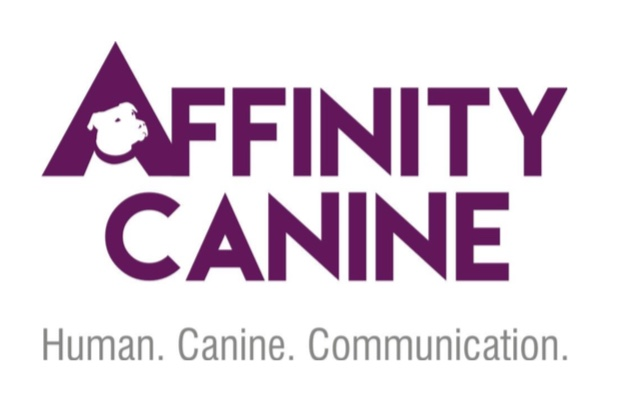 AFFINITY
CANINE
Human. Canine. Communication.